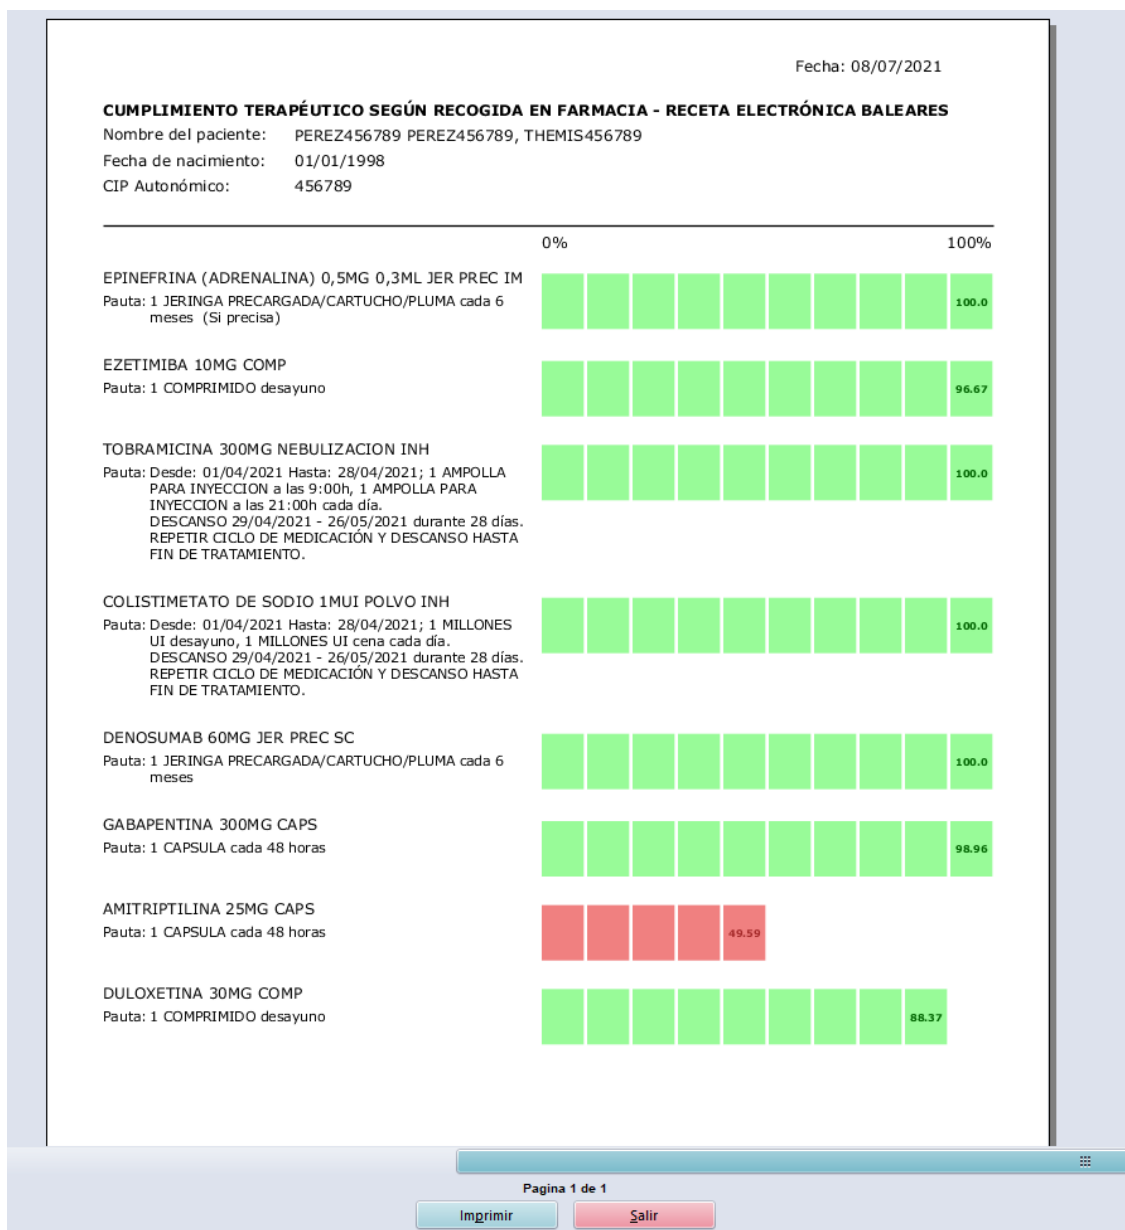 Fecha: 08/07/2021
CUMPLIMIENTO TERAPÉUTICO SEGÚN RECOGIDA EN FARMACIA - RECETA ELECTRÓNICA BALEARES
Nombre del paciente: PEREZ456789 PEREZ456789, THEMIS456789
Fecha de nacimiento: 01/01/1998
CIP Autonómico: 456789
0% 100%
EPINEFRINA (ADRENALINA) 0,5MG 0,3ML JER PREC IM
Pauta: 1 JERINGA PRECARGADA/CARTUCHO/PLUMA cada 6
meses (Si precisa)
100.0
EZETIMIBA 10MG COMP
Pauta: 1 COMPRIMIDO desayuno
96.67
TOBRAMICINA 300MG NEBULIZACION INH
Pauta: Desde: 01/04/2021 Hasta: 28/04/2021; 1 AMPOLLA
PARA INYECCION a las 9:00h, 1 AMPOLLA PARA
INYECCION a las 21:00h cada día.
DESCANSO 29/04/2021 - 26/05/2021 durante 28 días.
REPETIR CICLO DE MEDICACIÓN Y DESCANSO HASTA
FIN DE TRATAMIENTO.
100.0
COLISTIMETATO DE SODIO 1MUI POLVO INH
Pauta: Desde: 01/04/2021 Hasta: 28/04/2021; 1 MILLONES
UI desayuno, 1 MILLONES UI cena cada día.
DESCANSO 29/04/2021 - 26/05/2021 durante 28 días.
REPETIR CICLO DE MEDICACIÓN Y DESCANSO HASTA
FIN DE TRATAMIENTO.
100.0
DENOSUMAB 60MG JER PREC SC
Pauta: 1 JERINGA PRECARGADA/CARTUCHO/PLUMA cada 6
meses
100.0
GABAPENTINA 300MG CAPS
Pauta: 1 CAPSULA cada 48 horas
98.96
AMITRIPTILINA 25MG CAPS
Pauta: 1 CAPSULA cada 48 horas
49.59
DULOXETINA 30MG COMP
Pauta: 1 COMPRIMIDO desayuno
88.37
Pagina 1 de 1
Imprimir Salir